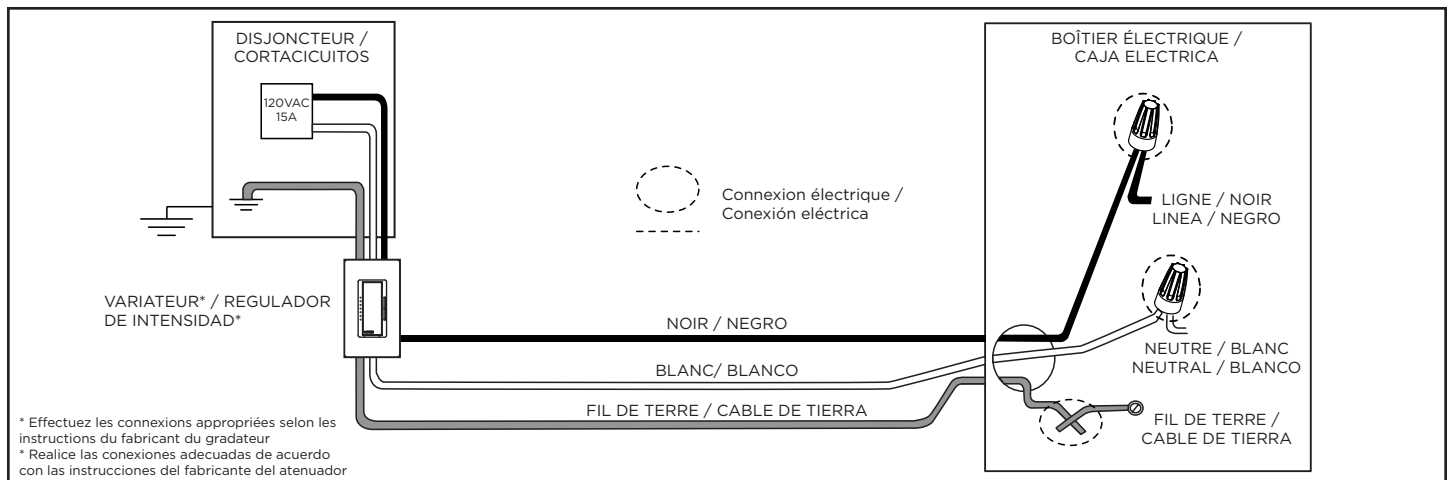 DISJONCTEUR /
CORTACICUITOS
120VAC
15A
BOÎTIER ÉLECTRIQUE /
CAJA ELECTRICA
Connexion électrique /
Conexión eléctrica
LIGNE / NOIR
LINEA / NEGRO
VARIATEUR* / REGULADOR
DE INTENSIDAD*
NOIR / NEGRO
BLANC/ BLANCO
FIL DE TERRE / CABLE DE TIERRA
NEUTRE / BLANC
NEUTRAL / BLANCO
FIL DE TERRE /
CABLE DE TIERRA
* Effectuez les connexions appropriées selon les
instructions du fabricant du gradateur
* Realice las conexiones adecuadas de acuerdo
con las instrucciones del fabricante del atenuador